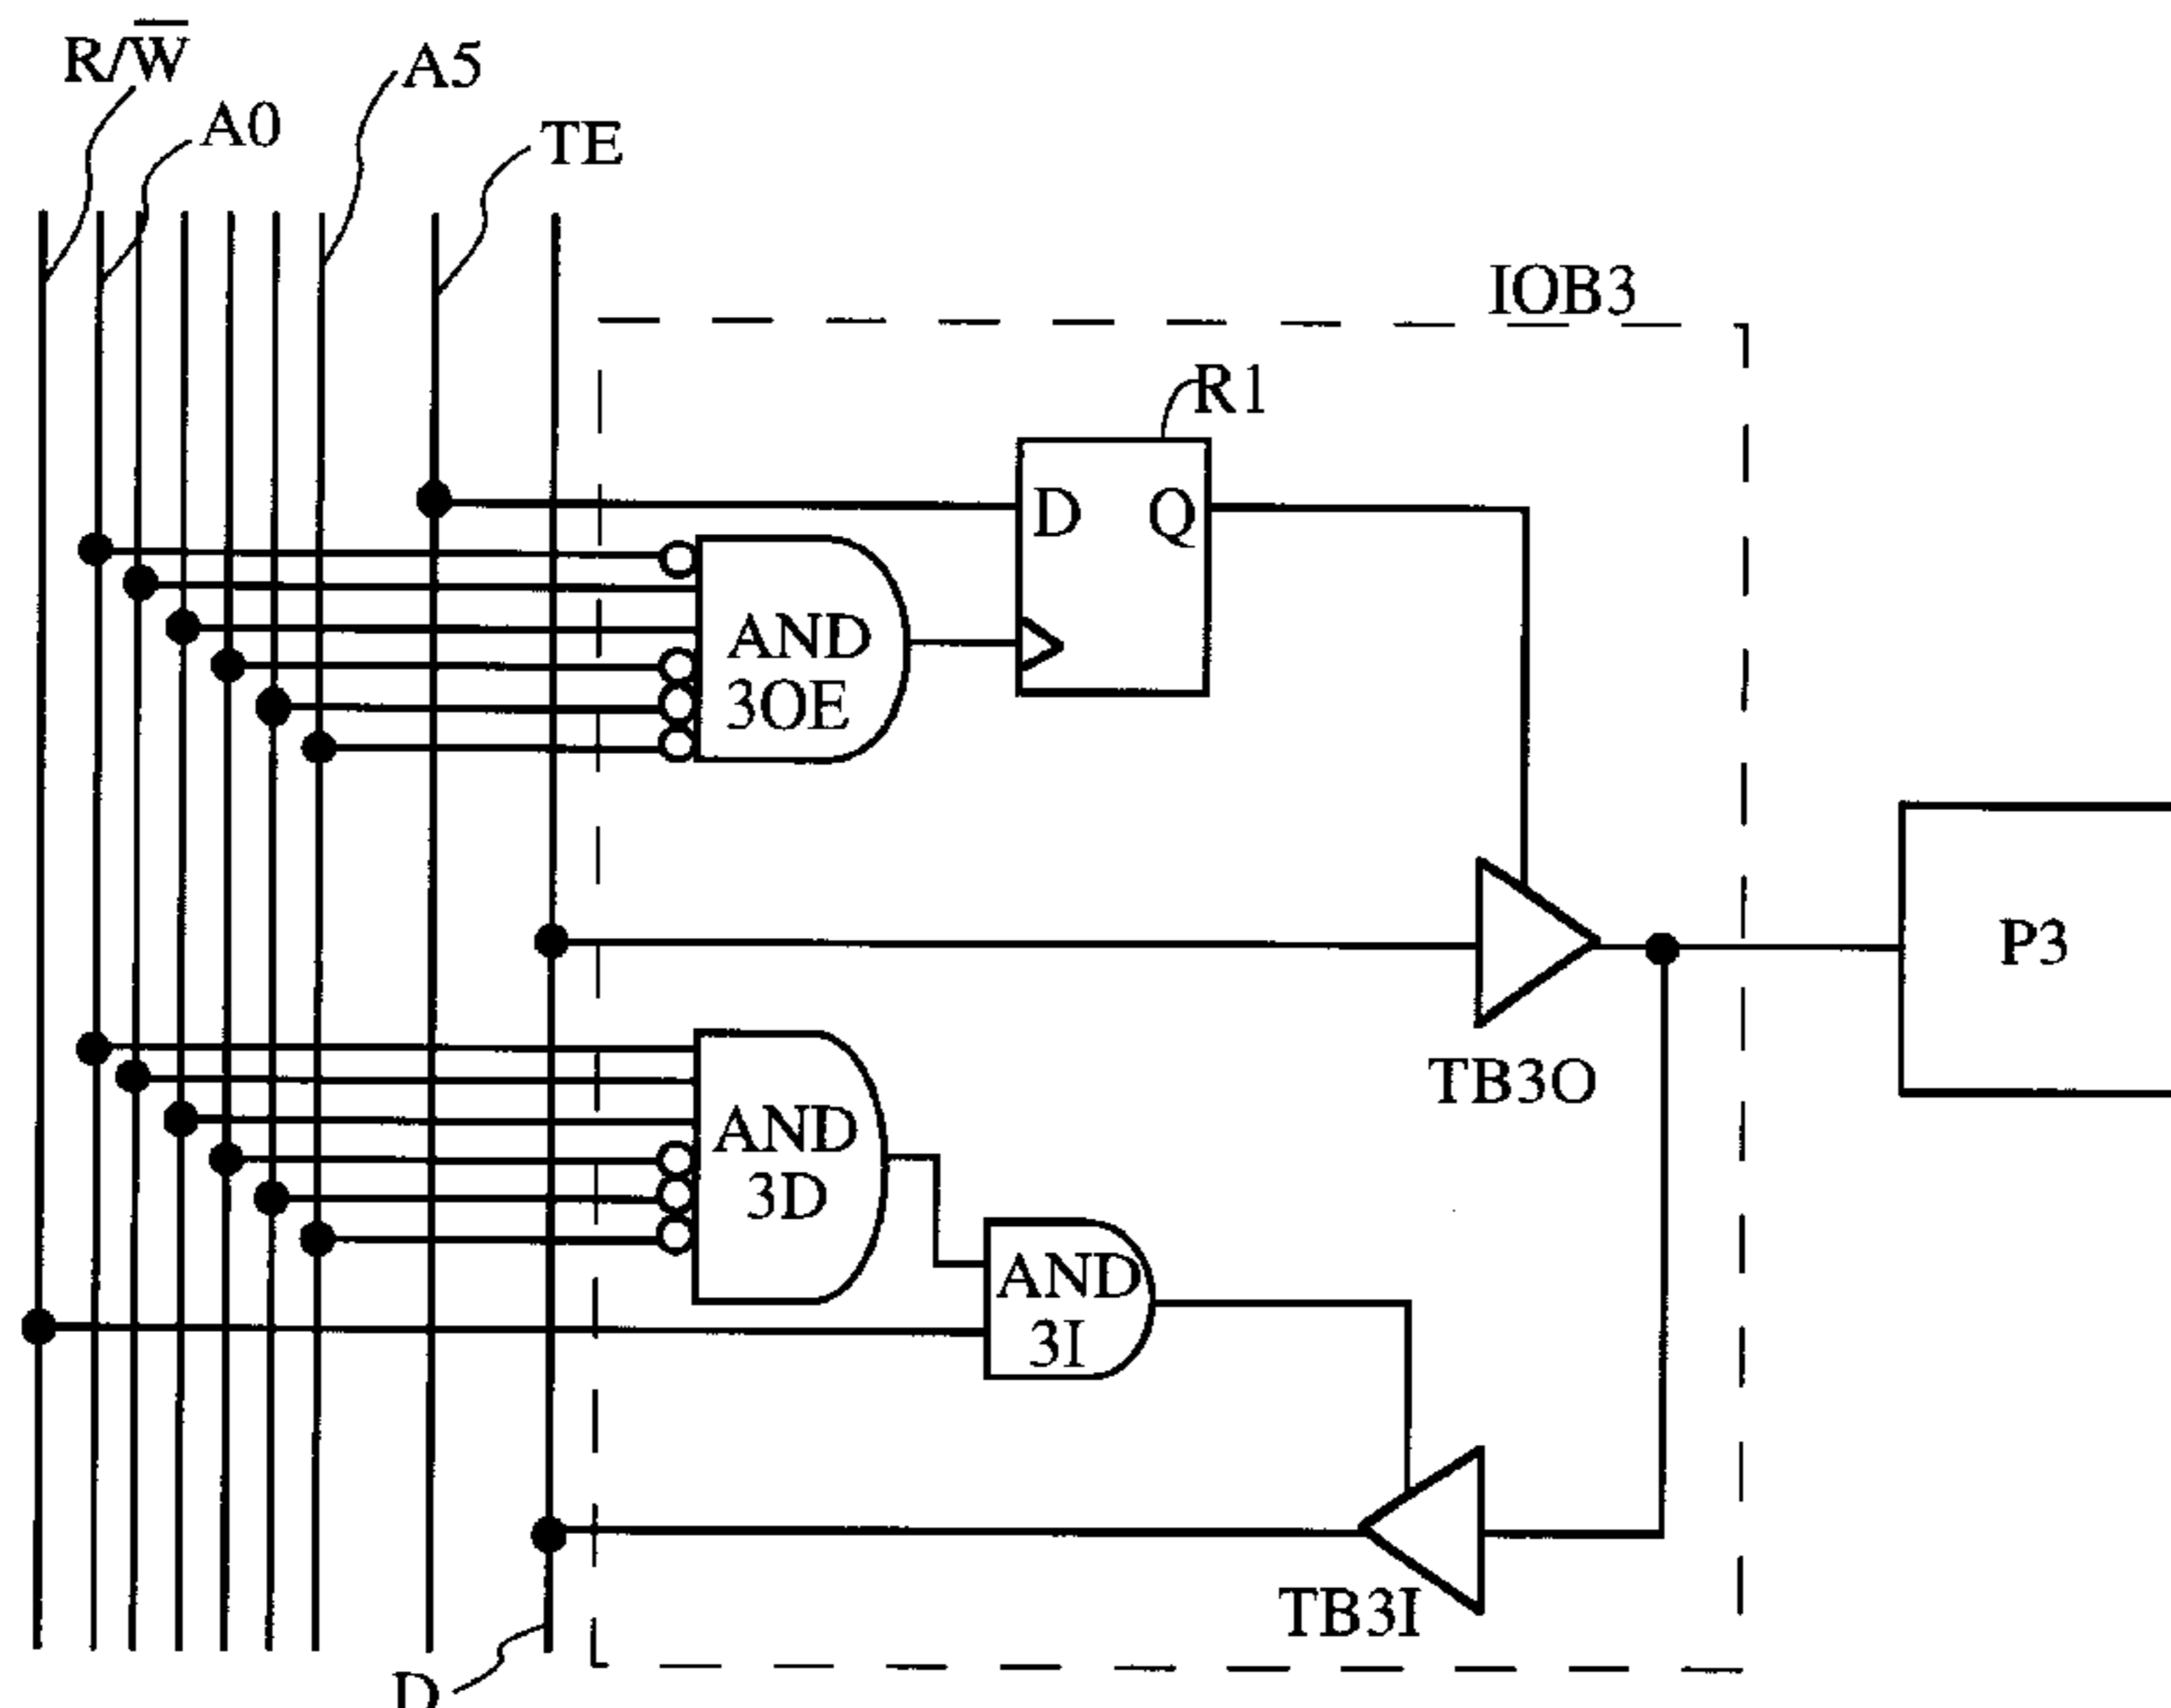 R/W̅
A5
A0
TE
IOB3
R1
D Q
AND
3OE
P3
TB3O
AND
3D
AND
3I
TB3I
D